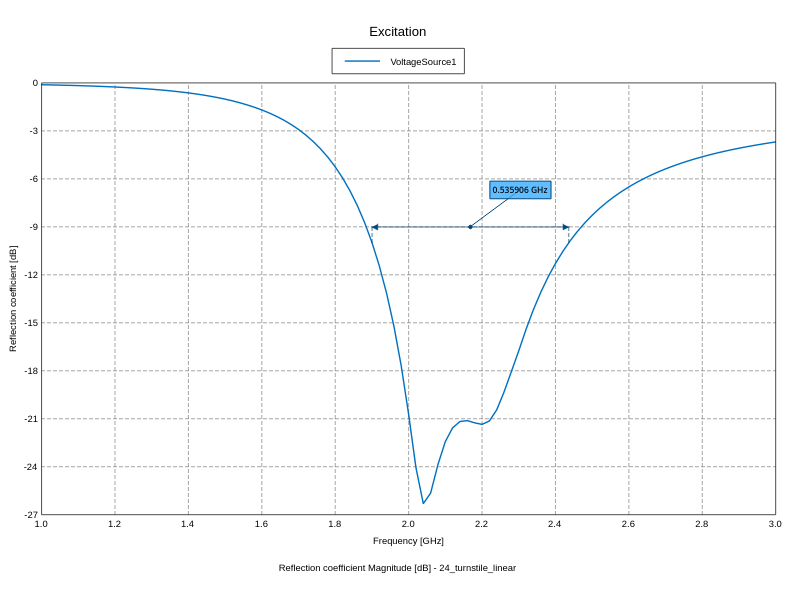 Excitation
VoltageSource1
0
-3
-6
-9
-12
-15
-18
-21
-24
-27
Reflection coefficient [dB]
0.535906 GHz
1.0 1.2 1.4 1.6 1.8 2.0 2.2 2.4 2.6 2.8 3.0
Frequency [GHz]
Reflection coefficient Magnitude [dB] - 24_turnstile_linear